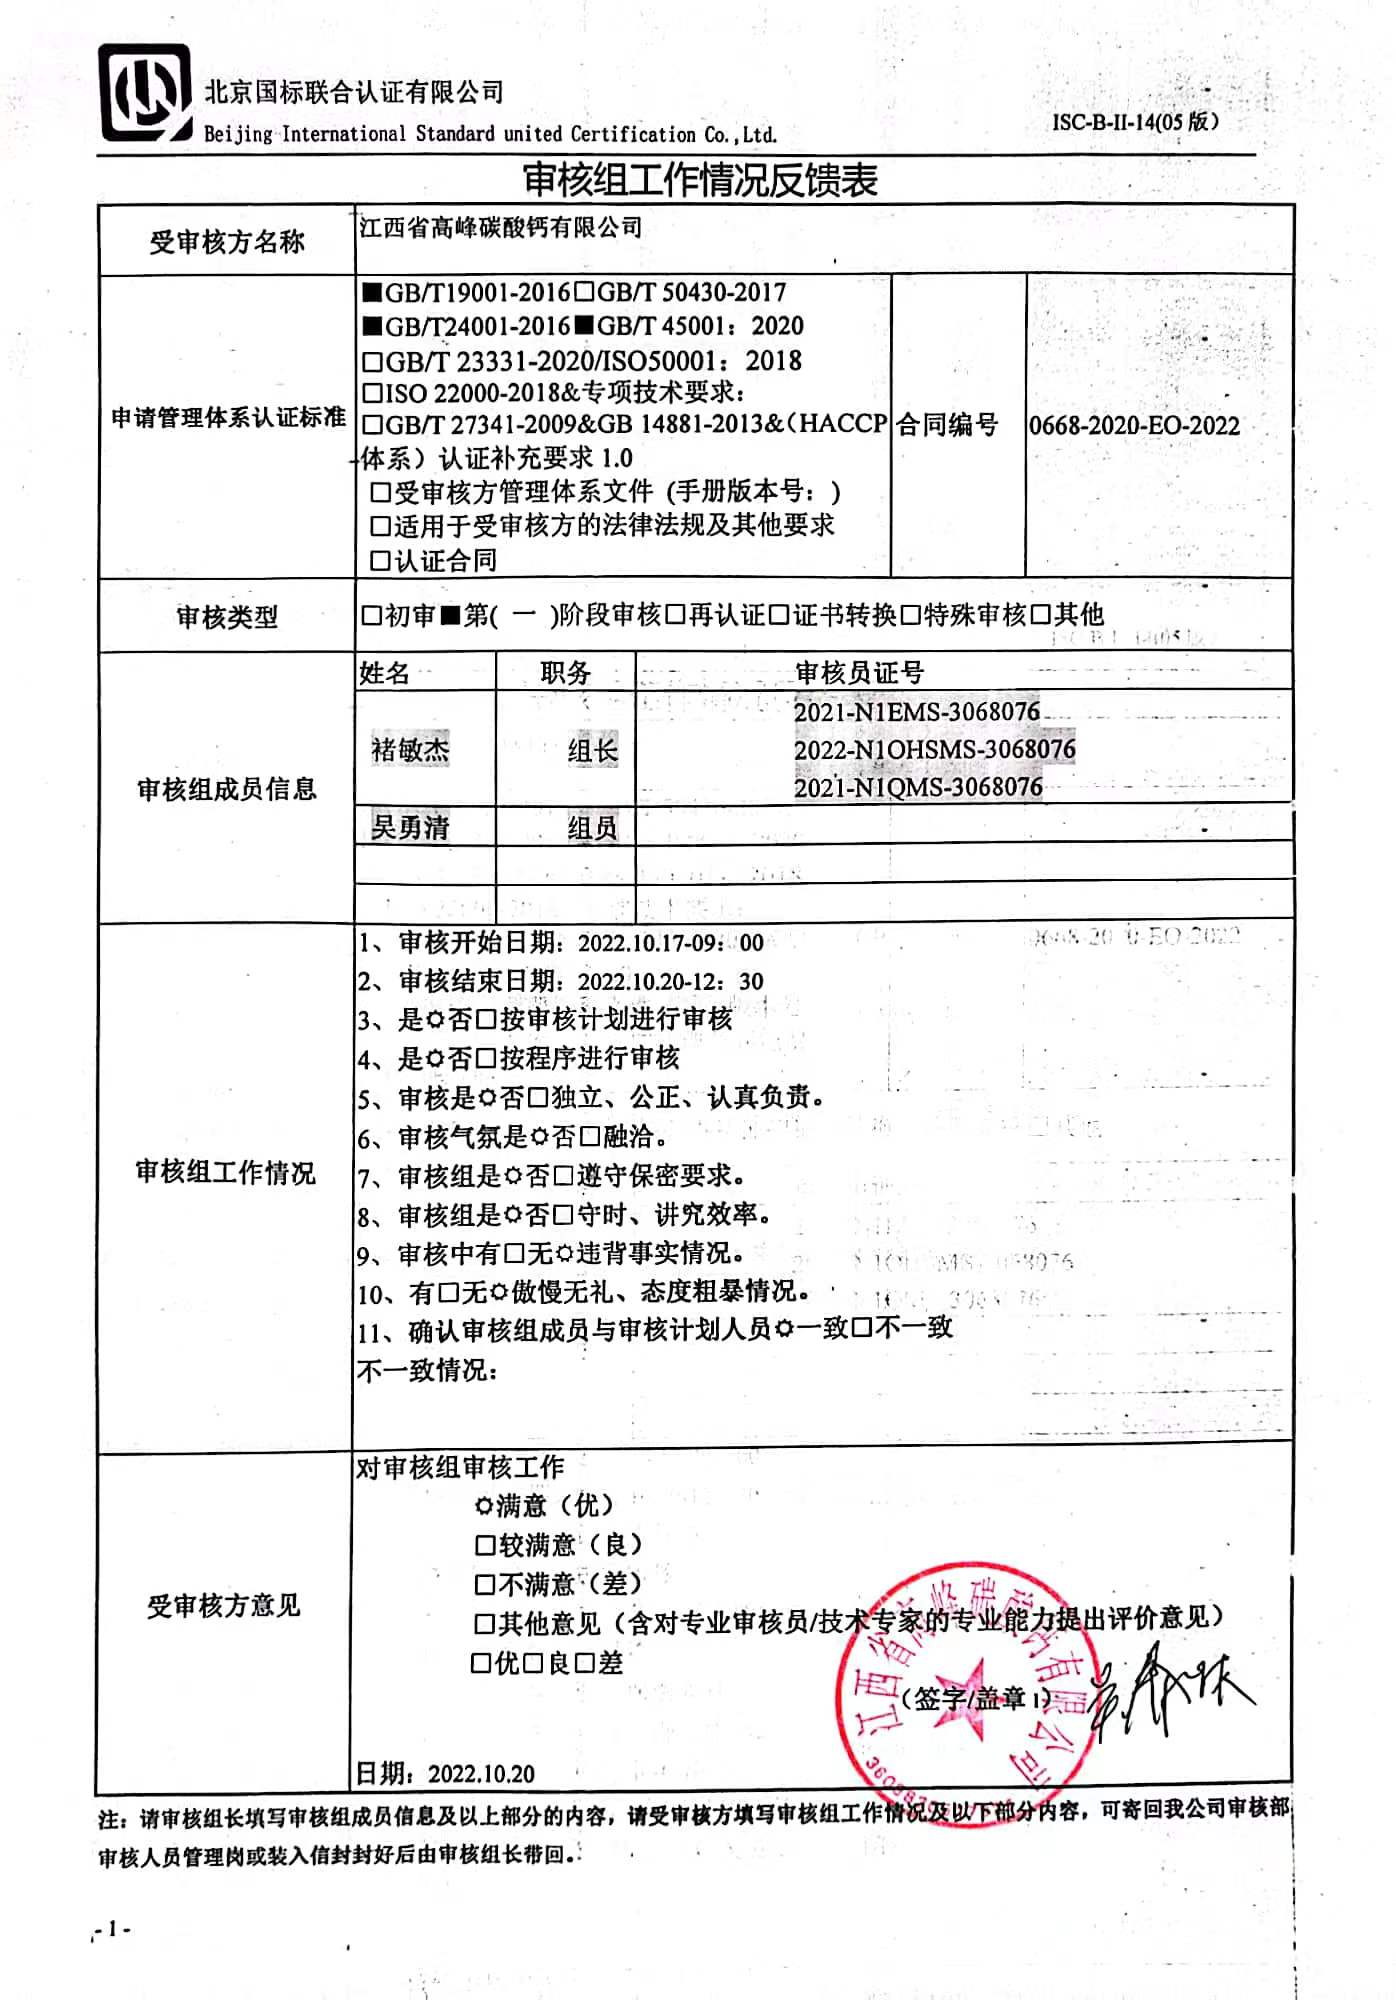 北京国标联合认证有限公司
Beijing International Standard united Certification Co.,Ltd.
ISC-B-II-14(05 版)
审核组工作情况反馈表
受审核方名称
江西省高峰碳酸钙有限公司
申请管理体系认证标准
■GB/T19001-2016□GB/T 50430-2017
■GB/T24001-2016■GB/T 45001：2020
□GB/T 23331-2020/ISO50001：2018
□ISO 22000-2018&专项技术要求:
□GB/T 27341-2009&GB 14881-2013&（HACCP
体系）认证补充要求 1.0
□受审核方管理体系文件 (手册版本号：)
□适用于受审核方的法律法规及其他要求
□认证合同
合同编号
0668-2020-EO-2022
审核类型
□初审■第( 一 )阶段审核□再认证□证书转换□特殊审核□其他
审核组成员信息
姓名 职务 审核员证号
褚敏杰 组长
2021-N1EMS-3068076
2022-N1OHSMS-3068076
2021-N1QMS-3068076
吴勇清 组员
审核组工作情况
1、审核开始日期：2022.10.17-09：00
2、审核结束日期：2022.10.20-12：30
3、是✡否□按审核计划进行审核
4、是✡否□按程序进行审核
5、审核是✡否□独立、公正、认真负责。
6、审核气氛是✡否□融洽。
7、审核组是✡否□遵守保密要求。
8、审核组是✡否□守时、讲究效率。
9、审核中有□无✡违背事实情况。
10、有□无✡傲慢无礼、态度粗暴情况。
11、确认审核组成员与审核计划人员✡一致□不一致
不一致情况：
受审核方意见
对审核组审核工作
✡满意（优）
□较满意（良）
□不满意（差）
□其他意见（含对专业审核员/技术专家的专业能力提出评价意见）
□优□良□差
（签字/盖章 1）
江西省高峰碳酸钙有限公司
日期：2022.10.20
注：请审核组长填写审核组成员信息及以上部分的内容，请受审核方填写审核组工作情况及以下部分内容，可寄回我公司审核部
审核人员管理岗或装入信封封好后由审核组长带回。
- 1 -